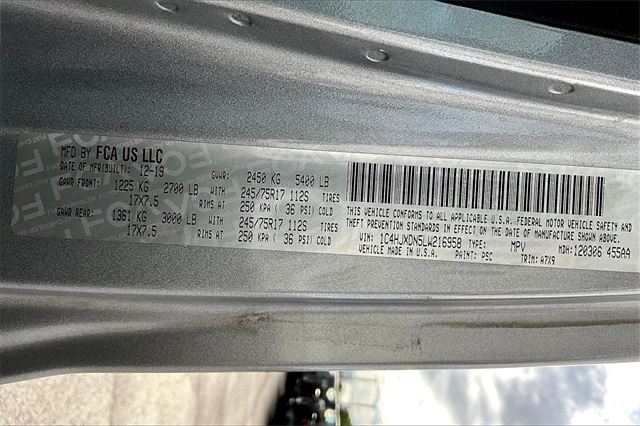 MFD BY FCA US LLC
DATE OF MFR(BUILT): 12-19 GVWR: 2450 KG 5400 LB
GAWR FRONT: 1225 KG 2700 LB WITH 245/75R17 112S TIRES
17X7.5 RIMS AT 250 KPA ( 36 PSI) COLD
GAWR REAR: 1361 KG 3000 LB WITH 245/75R17 112S TIRES
17X7.5 RIMS AT 250 KPA ( 36 PSI) COLD
THIS VEHICLE CONFORMS TO ALL APPLICABLE U.S.A. FEDERAL MOTOR VEHICLE SAFETY AND
THEFT PREVENTION STANDARDS IN EFFECT ON THE DATE OF MANUFACTURE SHOWN ABOVE.
VIN: 1C4HJXDN5LW216958 TYPE: MPV MDH: 120306 455AA
VEHICLE MADE IN U.S.A. PAINT: PSC TRIM: A7X9